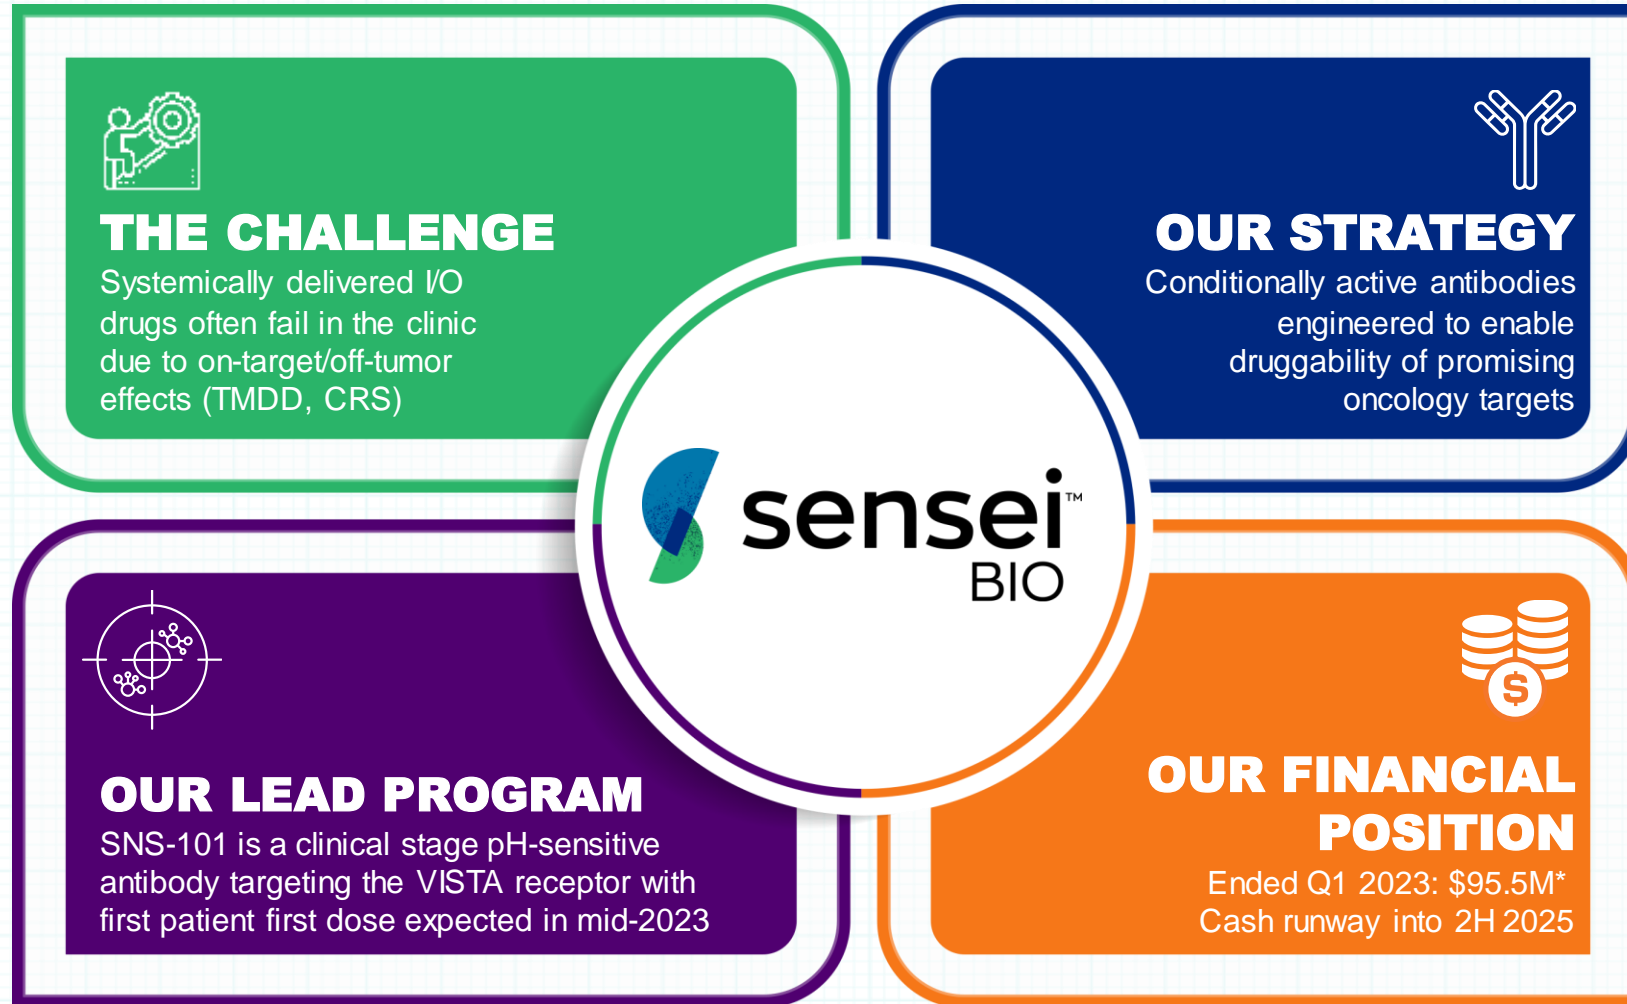 THE CHALLENGE
Systemically delivered I/O
drugs often fail in the clinic
due to on-target/off-tumor
effects (TMDD, CRS)
OUR STRATEGY
Conditionally active antibodies
engineered to enable
druggability of promising
oncology targets
sensei™
BIO
OUR LEAD PROGRAM
SNS-101 is a clinical stage pH-sensitive
antibody targeting the VISTA receptor with
first patient first dose expected in mid-2023
$
OUR FINANCIAL
POSITION
Ended Q1 2023: $95.5M*
Cash runway into 2H 2025